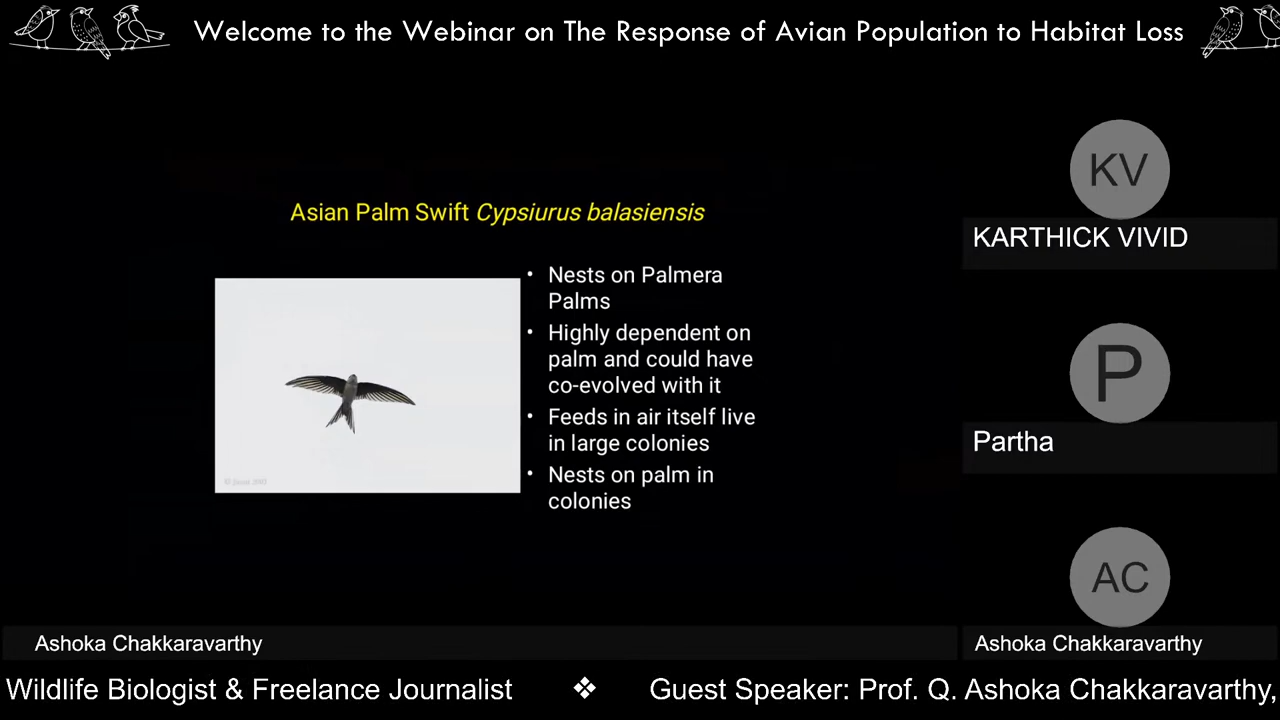 Welcome to the Webinar on The Response of Avian Population to Habitat Loss
Asian Palm Swift Cypsiurus balasiensis
• Nests on Palmera
Palms
• Highly dependent on
palm and could have
co-evolved with it
• Feeds in air itself live
in large colonies
• Nests on palm in
colonies
KV
KARTHICK VIVID
P
Partha
AC
Ashoka Chakkaravarthy
Ashoka Chakkaravarthy
Wildlife Biologist & Freelance Journalist ❖ Guest Speaker: Prof. Q. Ashoka Chakkaravarthy,